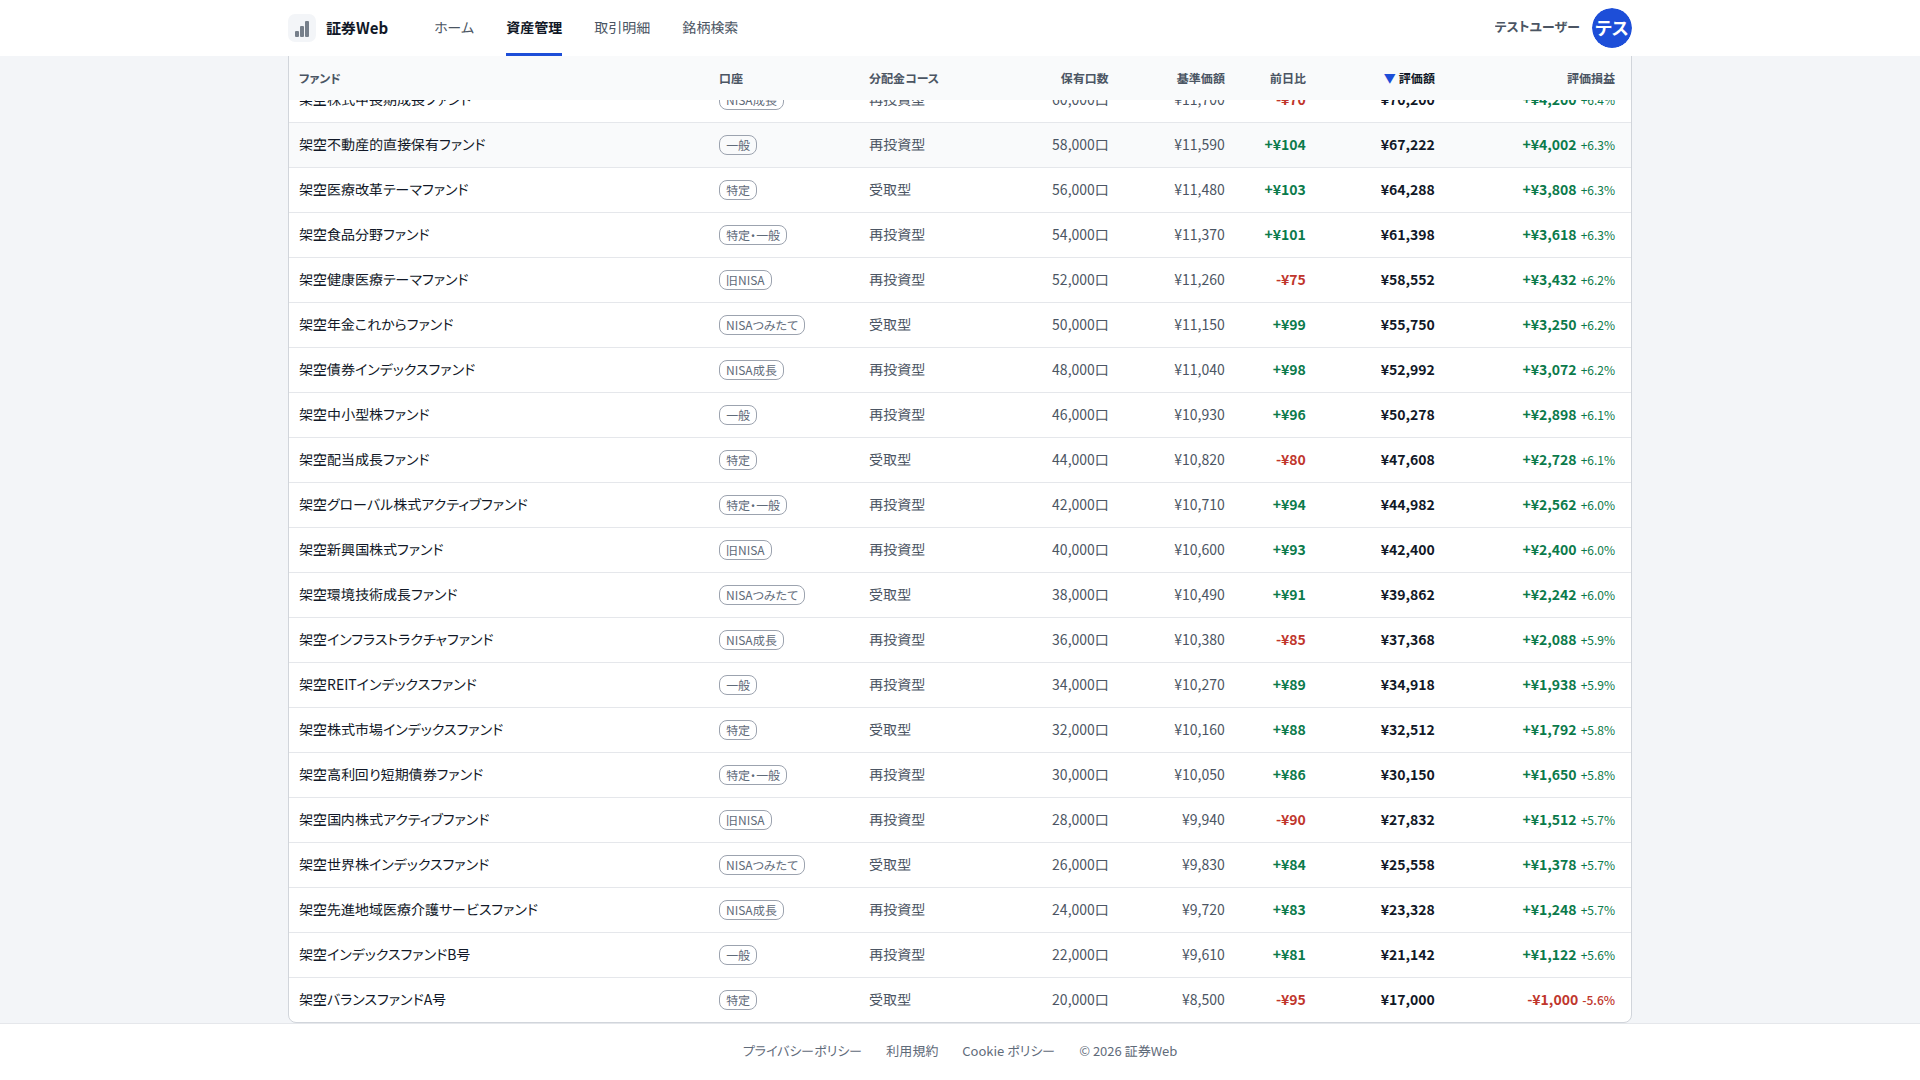 証券Web ホーム 資産管理 取引明細 銘柄検索 テストユーザー テス
ファンド 口座 分配金コース 保有口数 基準価額 前日比 ▼ 評価額 評価損益
架空株式中長期成長ファンド NISA成長 再投資型 60,000口 ¥11,700 -¥70 ¥70,200 +¥4,200 +6.4%
架空不動産的直接保有ファンド 一般 再投資型 58,000口 ¥11,590 +¥104 ¥67,222 +¥4,002 +6.3%
架空医療改革テーマファンド 特定 受取型 56,000口 ¥11,480 +¥103 ¥64,288 +¥3,808 +6.3%
架空食品分野ファンド 特定・一般 再投資型 54,000口 ¥11,370 +¥101 ¥61,398 +¥3,618 +6.3%
架空健康医療テーマファンド 旧NISA 再投資型 52,000口 ¥11,260 -¥75 ¥58,552 +¥3,432 +6.2%
架空年金これからファンド NISAつみたて 受取型 50,000口 ¥11,150 +¥99 ¥55,750 +¥3,250 +6.2%
架空債券インデックスファンド NISA成長 再投資型 48,000口 ¥11,040 +¥98 ¥52,992 +¥3,072 +6.2%
架空中小型株ファンド 一般 再投資型 46,000口 ¥10,930 +¥96 ¥50,278 +¥2,898 +6.1%
架空配当成長ファンド 特定 受取型 44,000口 ¥10,820 -¥80 ¥47,608 +¥2,728 +6.1%
架空グローバル株式アクティブファンド 特定・一般 再投資型 42,000口 ¥10,710 +¥94 ¥44,982 +¥2,562 +6.0%
架空新興国株式ファンド 旧NISA 再投資型 40,000口 ¥10,600 +¥93 ¥42,400 +¥2,400 +6.0%
架空環境技術成長ファンド NISAつみたて 受取型 38,000口 ¥10,490 +¥91 ¥39,862 +¥2,242 +6.0%
架空インフラストラクチャファンド NISA成長 再投資型 36,000口 ¥10,380 -¥85 ¥37,368 +¥2,088 +5.9%
架空REITインデックスファンド 一般 再投資型 34,000口 ¥10,270 +¥89 ¥34,918 +¥1,938 +5.9%
架空株式市場インデックスファンド 特定 受取型 32,000口 ¥10,160 +¥88 ¥32,512 +¥1,792 +5.8%
架空高利回り短期債券ファンド 特定・一般 再投資型 30,000口 ¥10,050 +¥86 ¥30,150 +¥1,650 +5.8%
架空国内株式アクティブファンド 旧NISA 再投資型 28,000口 ¥9,940 -¥90 ¥27,832 +¥1,512 +5.7%
架空世界株インデックスファンド NISAつみたて 受取型 26,000口 ¥9,830 +¥84 ¥25,558 +¥1,378 +5.7%
架空先進地域医療介護サービスファンド NISA成長 再投資型 24,000口 ¥9,720 +¥83 ¥23,328 +¥1,248 +5.7%
架空インデックスファンドB号 一般 再投資型 22,000口 ¥9,610 +¥81 ¥21,142 +¥1,122 +5.6%
架空バランスファンドA号 特定 受取型 20,000口 ¥8,500 -¥95 ¥17,000 -¥1,000 -5.6%
プライバシーポリシー 利用規約 Cookie ポリシー © 2026 証券Web